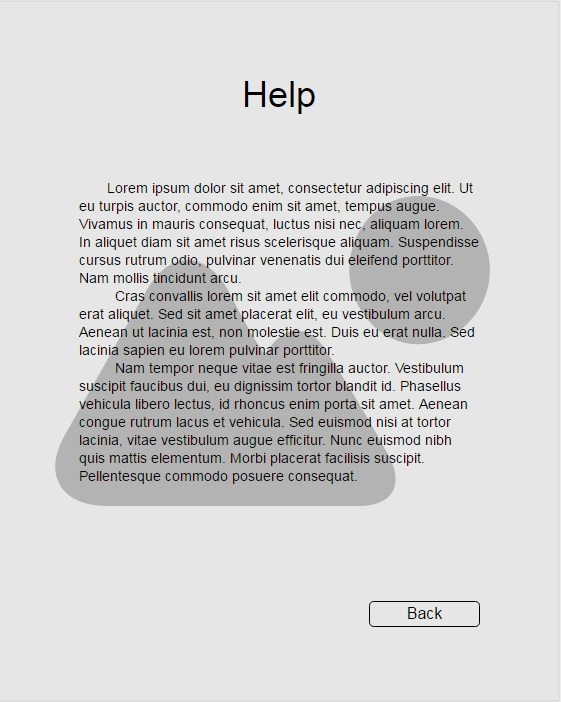 Help
Lorem ipsum dolor sit amet, consectetur adipiscing elit. Ut
eu turpis auctor, commodo enim sit amet, tempus augue.
Vivamus in mauris consequat, luctus nisi nec, aliquam lorem.
In aliquet diam sit amet risus scelerisque aliquam. Suspendisse
cursus rutrum odio, pulvinar venenatis dui eleifend porttitor.
Nam mollis tincidunt arcu.
Cras convallis lorem sit amet elit commodo, vel volutpat
erat aliquet. Sed sit amet placerat elit, eu vestibulum arcu.
Aenean ut lacinia est, non molestie est. Duis eu erat nulla. Sed
lacinia sapien eu lorem pulvinar porttitor.
Nam tempor neque vitae est fringilla auctor. Vestibulum
suscipit faucibus dui, eu dignissim tortor blandit id. Phasellus
vehicula libero lectus, id rhoncus enim porta sit amet. Aenean
congue rutrum lacus et vehicula. Sed euismod nisi at tortor
lacinia, vitae vestibulum augue efficitur. Nunc euismod nibh
quis mattis elementum. Morbi placerat facilisis suscipit.
Pellentesque commodo posuere consequat.
Back